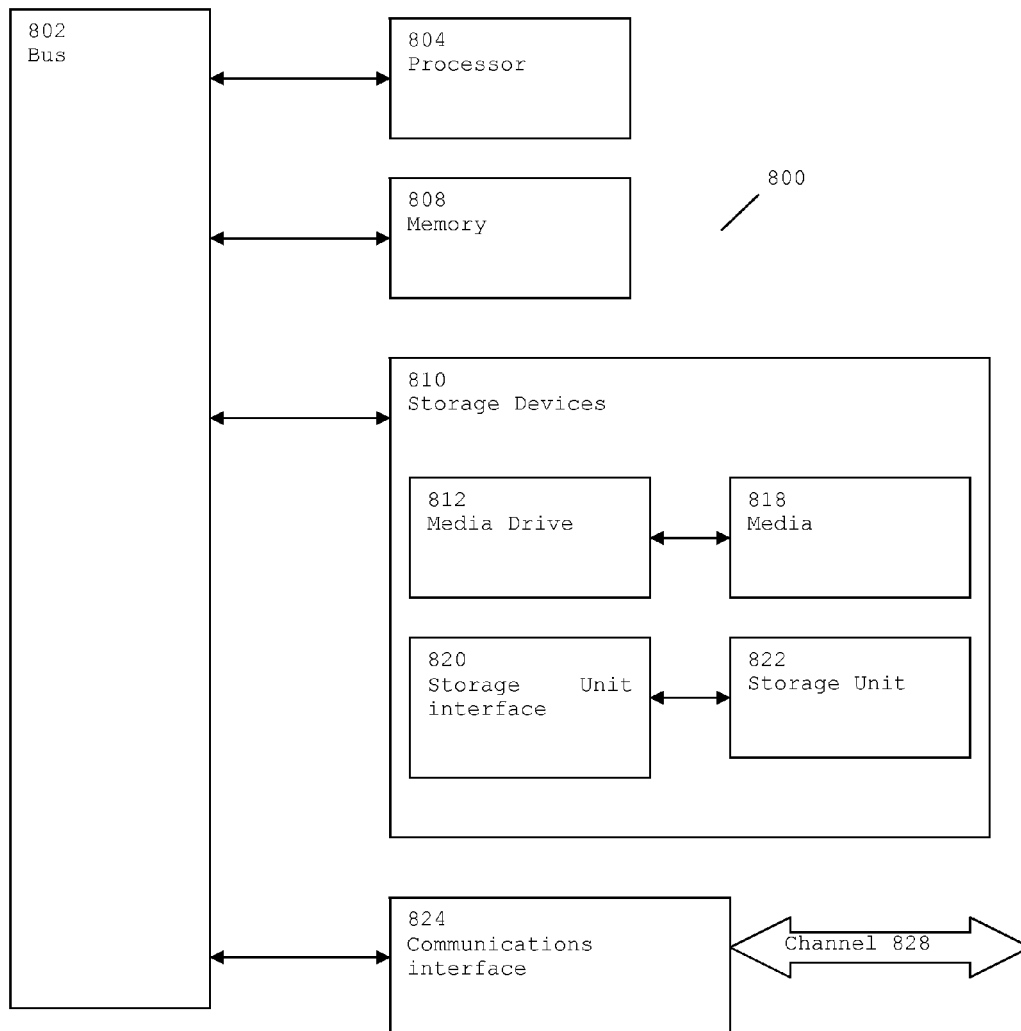 802
Bus
804
Processor
808
Memory
800
810
Storage Devices
812
Media Drive
818
Media
820
Storage Unit
interface
822
Storage Unit
824
Communications
interface
Channel 828